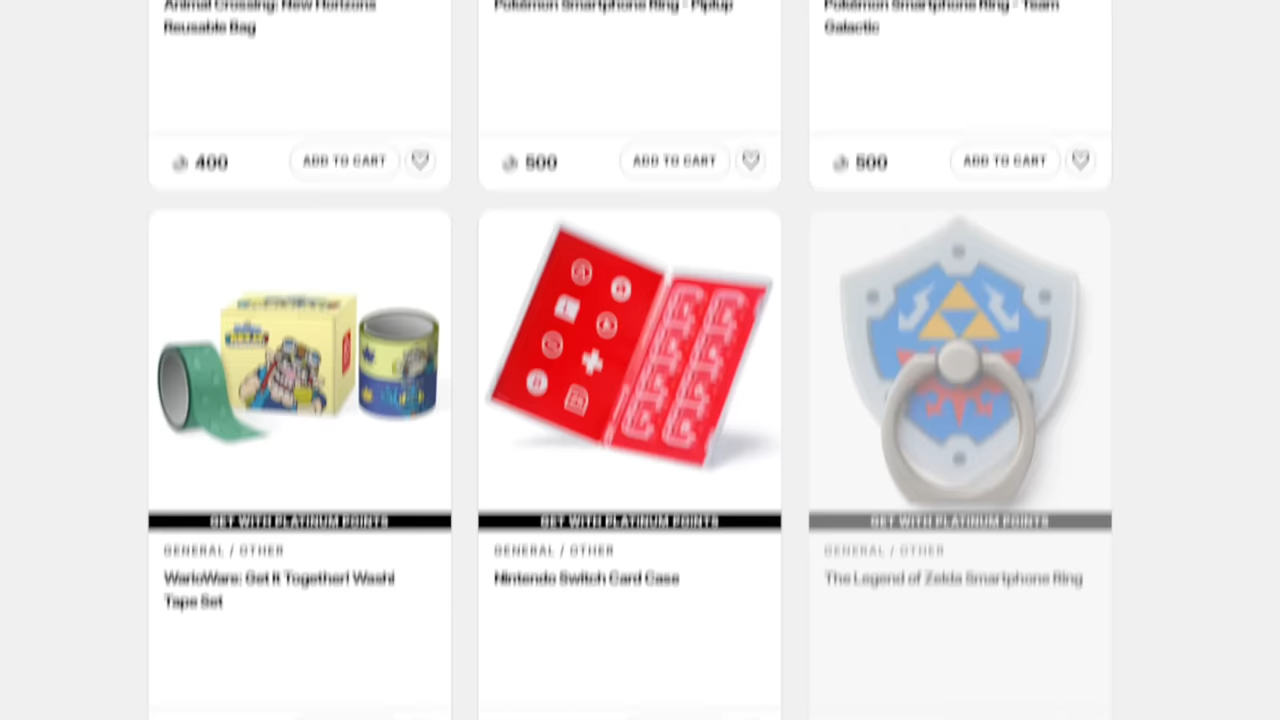 Animal Crossing: New Horizons
Reusable Bag
400
ADD TO CART
Pokémon Smartphone Ring - Piplup
500
ADD TO CART
Pokémon Smartphone Ring - Team
Galactic
500
ADD TO CART
GET WITH PLATINUM POINTS
GENERAL / OTHER
WarioWare: Get It Together! Washi
Tape Set
GET WITH PLATINUM POINTS
GENERAL / OTHER
Nintendo Switch Card Case
GET WITH PLATINUM POINTS
GENERAL / OTHER
The Legend of Zelda Smartphone Ring